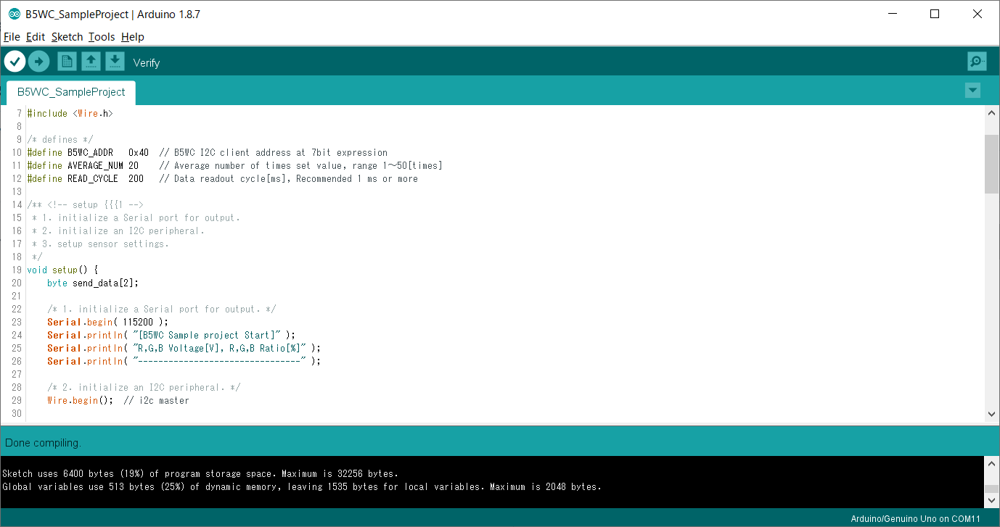 B5WC_SampleProject | Arduino 1.8.7
File Edit Sketch Tools Help
Verify
B5WC_SampleProject
7 #include <Wire.h>
8
9 /* defines */
10 #define B5WC_ADDR   0x40  // B5WC I2C client address at 7bit expression
11 #define AVERAGE_NUM 20    // Average number of times set value, range 1～50[times]
12 #define READ_CYCLE  200   // Data readout cycle[ms], Recommended 1 ms or more
13
14 /** <!-- setup {{{1 -->
15  * 1. initialize a Serial port for output.
16  * 2. initialize an I2C peripheral.
17  * 3. setup sensor settings.
18  */
19 void setup() {
20     byte send_data[2];
21
22     /* 1. initialize a Serial port for output. */
23     Serial.begin( 115200 );
24     Serial.println( "[B5WC Sample project Start]" );
25     Serial.println( "R,G,B Voltage[V], R,G,B Ratio[%]" );
26     Serial.println( "--------------------------------" );
27
28     /* 2. initialize an I2C peripheral. */
29     Wire.begin();  // i2c master
30
Done compiling.
Sketch uses 6400 bytes (19%) of program storage space. Maximum is 32256 bytes.
Global variables use 513 bytes (25%) of dynamic memory, leaving 1535 bytes for local variables. Maximum is 2048 bytes.
Arduino/Genuino Uno on COM11